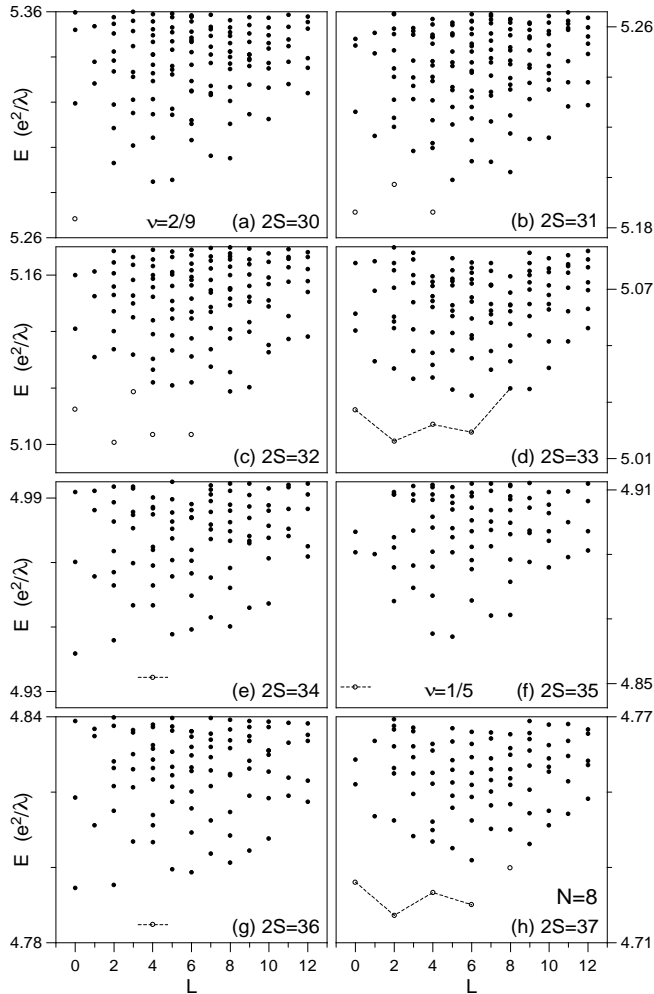 5.36
E (e²/λ)
ν=2/9
(a) 2S=30
5.26
5.26
(b) 2S=31
5.18
5.16
E (e²/λ)
5.10
(c) 2S=32
5.07
(d) 2S=33
5.01
4.99
E (e²/λ)
4.93
(e) 2S=34
4.91
ν=1/5
(f) 2S=35
4.85
4.84
E (e²/λ)
4.78
(g) 2S=36
4.77
N=8
(h) 2S=37
4.71
0 2 4 6 8 10 12
L
0 2 4 6 8 10 12
L